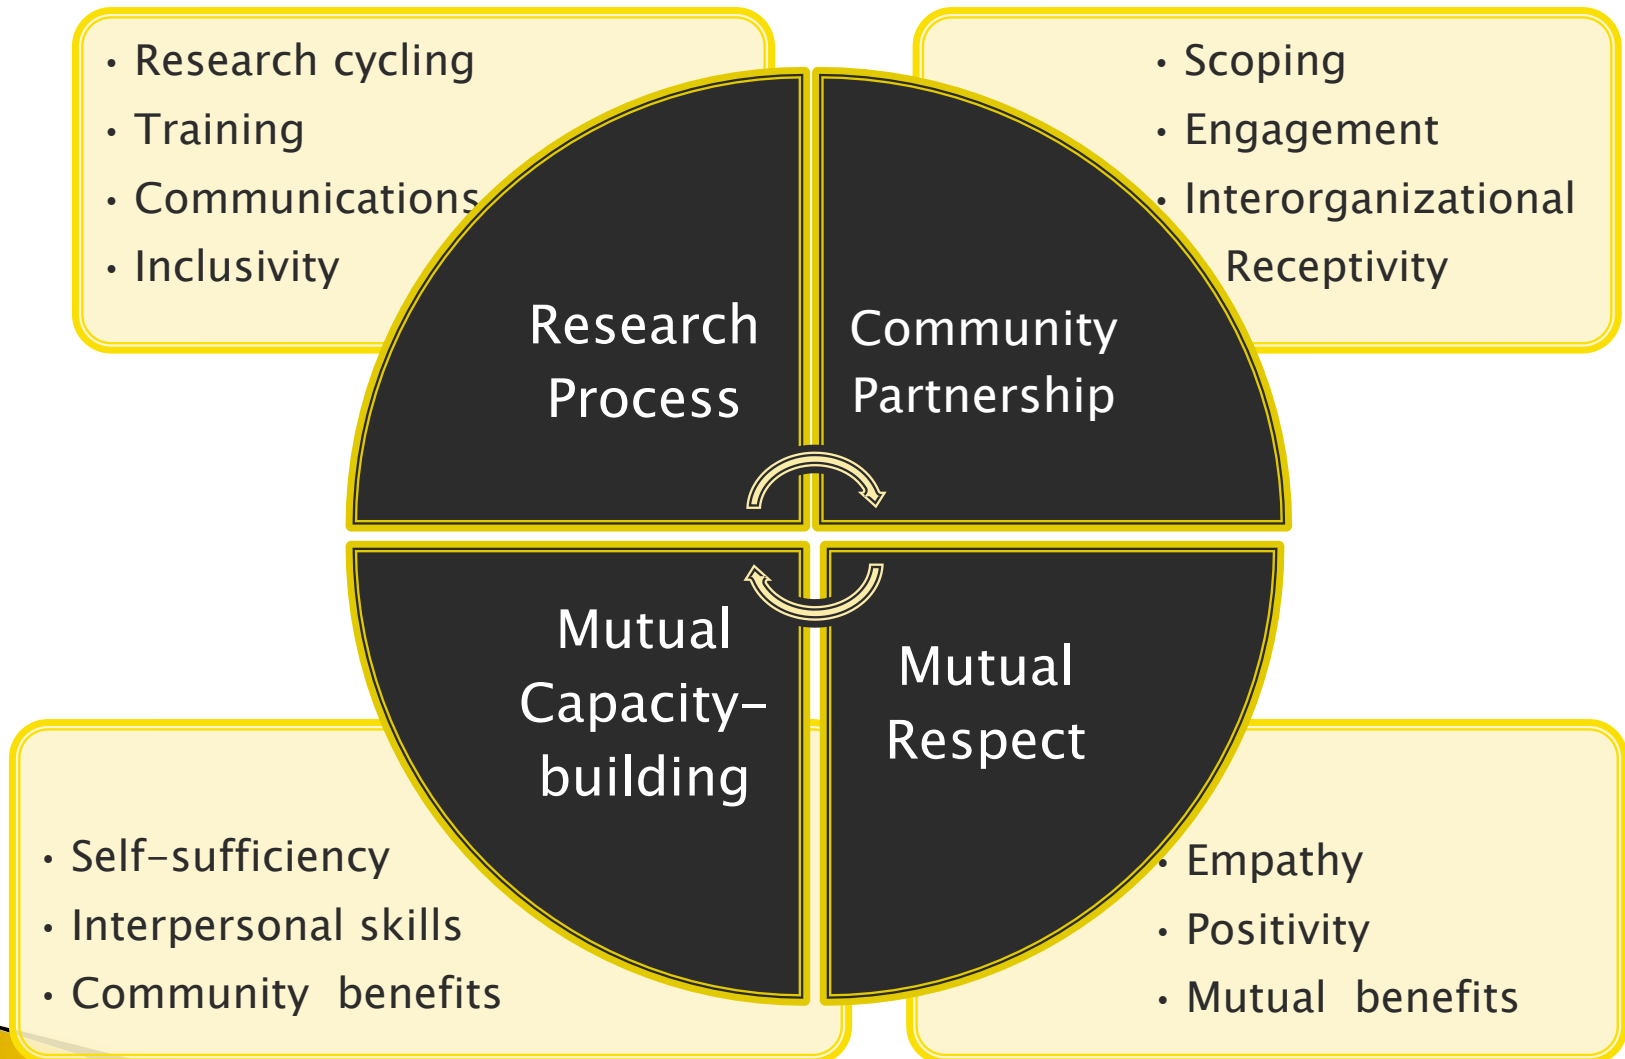 • Research cycling
• Training
• Communications
• Inclusivity
• Scoping
• Engagement
• Interorganizational
Receptivity
Research
Process
Community
Partnership
Mutual
Capacity-
building
Mutual
Respect
• Self-sufficiency
• Interpersonal skills
• Community benefits
• Empathy
• Positivity
• Mutual benefits